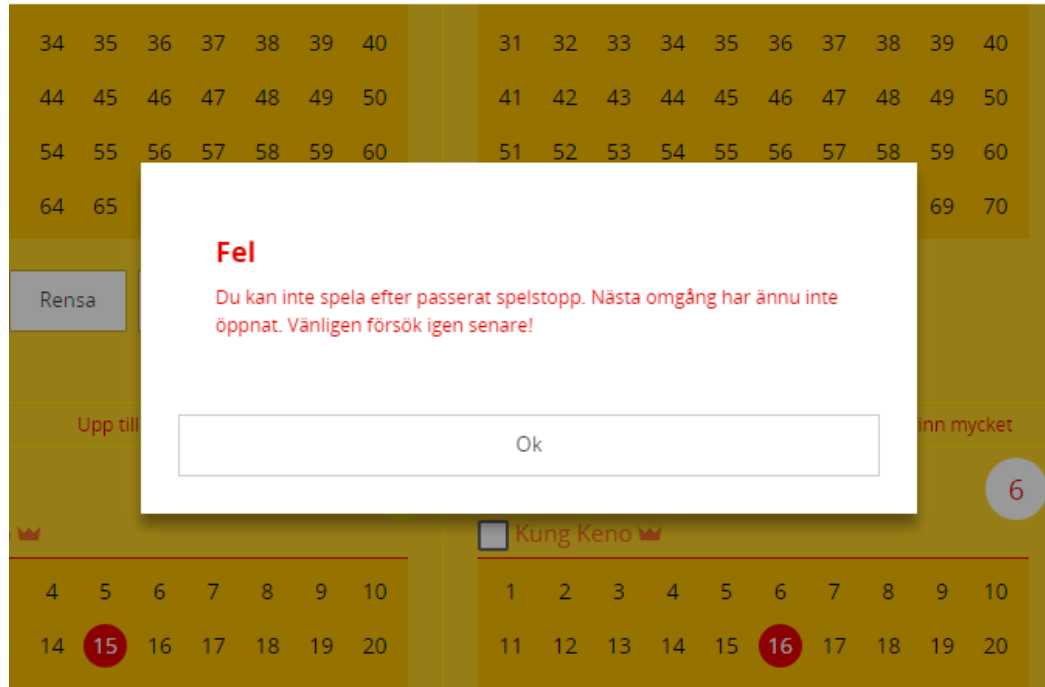 34 35 36 37 38 39 40 31 32 33 34 35 36 37 38 39 40
44 45 46 47 48 49 50 41 42 43 44 45 46 47 48 49 50
54 55 56 57 58 59 60 51 52 53 54 55 56 57 58 59 60
64 65 69 70
Fel
Rensa
Du kan inte spela efter passerat spelstopp. Nästa omgång har ännu inte
öppnat. Vänligen försök igen senare!
Upp till mycket
Ok
6
Kung Keno
4 5 6 7 8 9 10 1 2 3 4 5 6 7 8 9 10
14 15 16 17 18 19 20 11 12 13 14 15 16 17 18 19 20